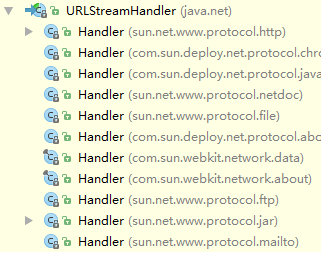 URLStreamHandler (java.net)
Handler (sun.net.www.protocol.http)
Handler (com.sun.deploy.net.protocol.chr
Handler (com.sun.deploy.net.protocol.java
Handler (sun.net.www.protocol.netdoc)
Handler (sun.net.www.protocol.file)
Handler (com.sun.deploy.net.protocol.abo
Handler (com.sun.webkit.network.data)
Handler (com.sun.webkit.network.about)
Handler (sun.net.www.protocol.ftp)
Handler (sun.net.www.protocol.jar)
Handler (sun.net.www.protocol.mailto)